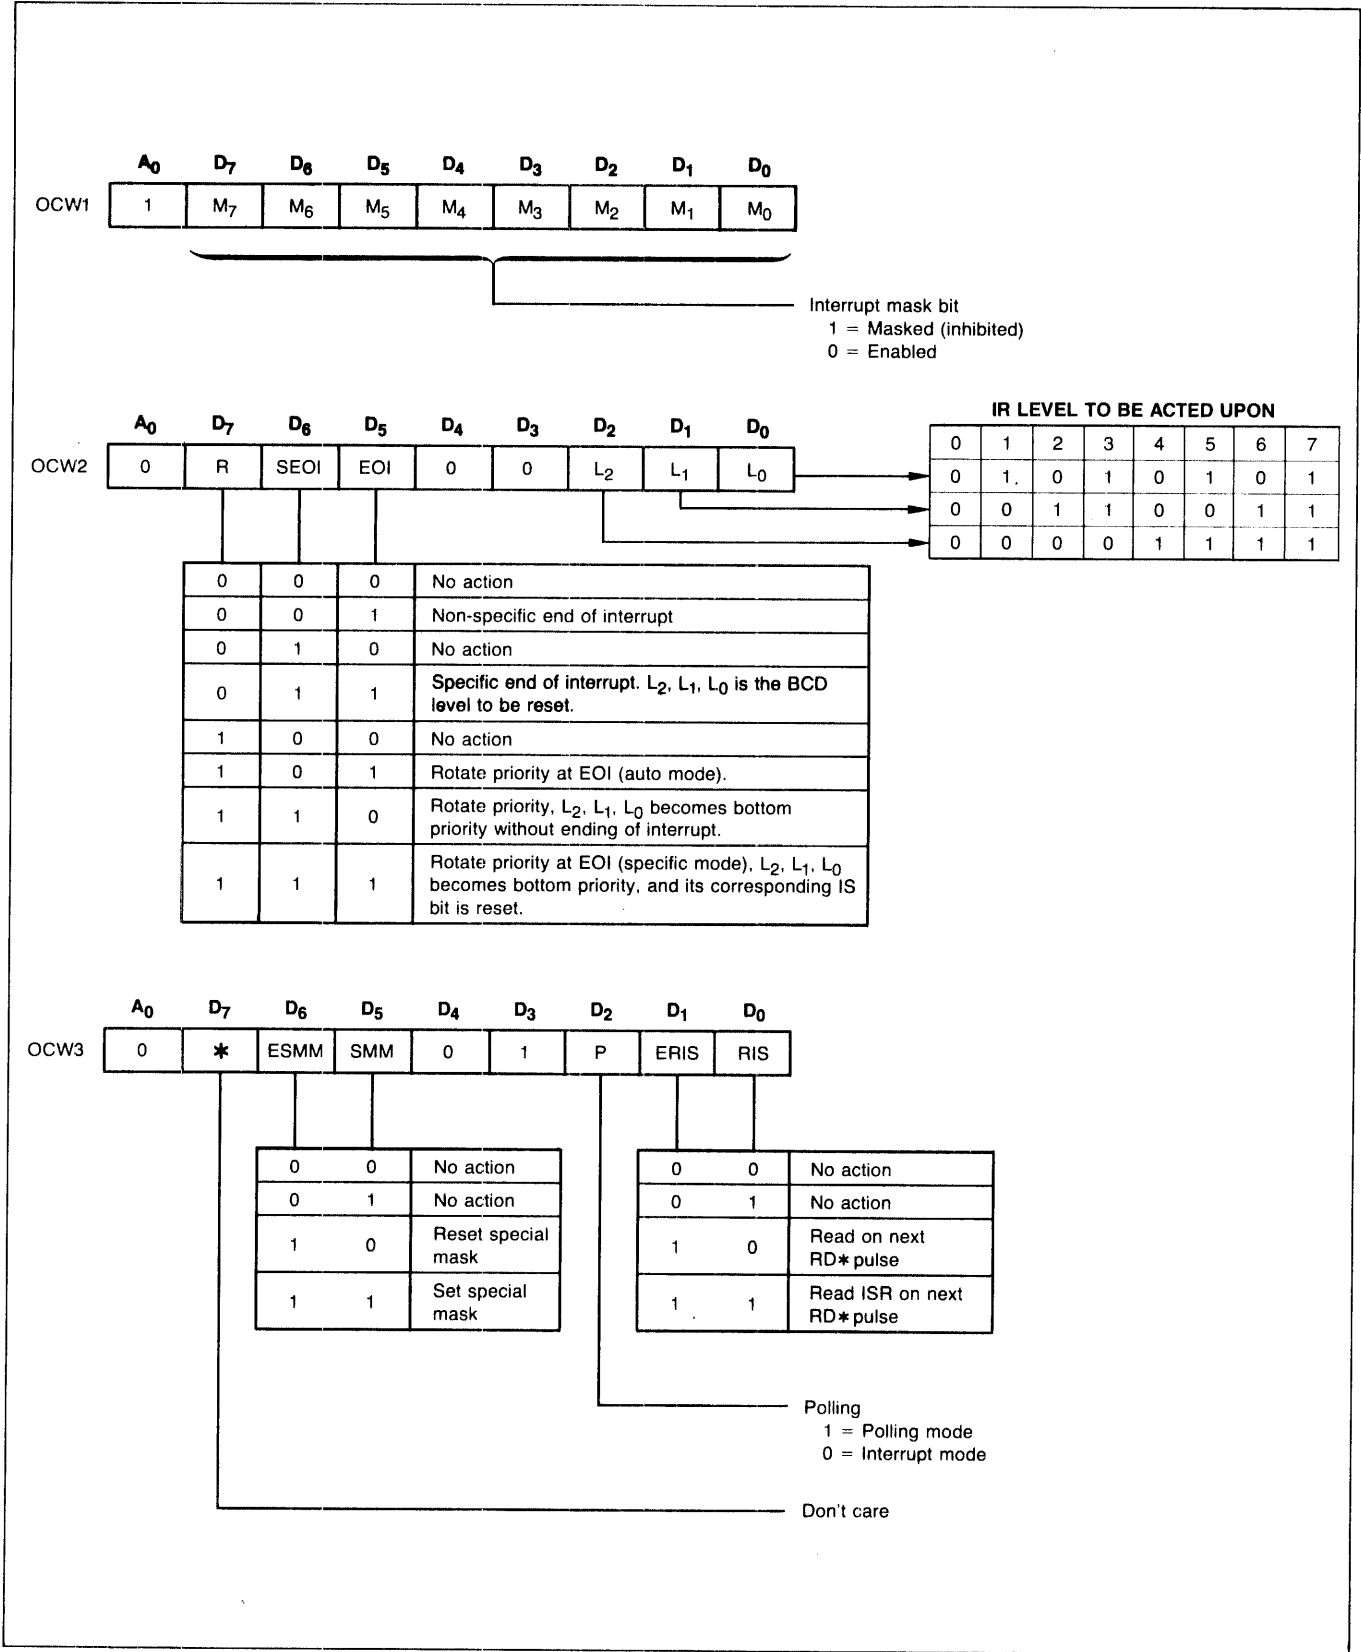 A0 D7 D6 D5 D4 D3 D2 D1 D0
OCW1 1 M7 M6 M5 M4 M3 M2 M1 M0
Interrupt mask bit
1 = Masked (inhibited)
0 = Enabled
IR LEVEL TO BE ACTED UPON
A0 D7 D6 D5 D4 D3 D2 D1 D0
OCW2 0 R SEOI EOI 0 0 L2 L1 L0
0 1 2 3 4 5 6 7
0 1 0 1 0 1 0 1
0 0 1 1 0 0 1 1
0 0 0 0 1 1 1 1
0 0 0 No action
0 0 1 Non-specific end of interrupt
0 1 0 No action
0 1 1 Specific end of interrupt. L2, L1, L0 is the BCD
level to be reset.
1 0 0 No action
1 0 1 Rotate priority at EOI (auto mode).
1 1 0 Rotate priority, L2, L1, L0 becomes bottom
priority without ending of interrupt.
1 1 1 Rotate priority at EOI (specific mode), L2, L1, L0
becomes bottom priority, and its corresponding IS
bit is reset.
A0 D7 D6 D5 D4 D3 D2 D1 D0
OCW3 0 * ESMM SMM 0 1 P ERIS RIS
0 0 No action
0 1 No action
1 0 Reset special
mask
1 1 Set special
mask
0 0 No action
0 1 No action
1 0 Read on next
RD* pulse
1 1 Read ISR on next
RD* pulse
Polling
1 = Polling mode
0 = Interrupt mode
Don't care